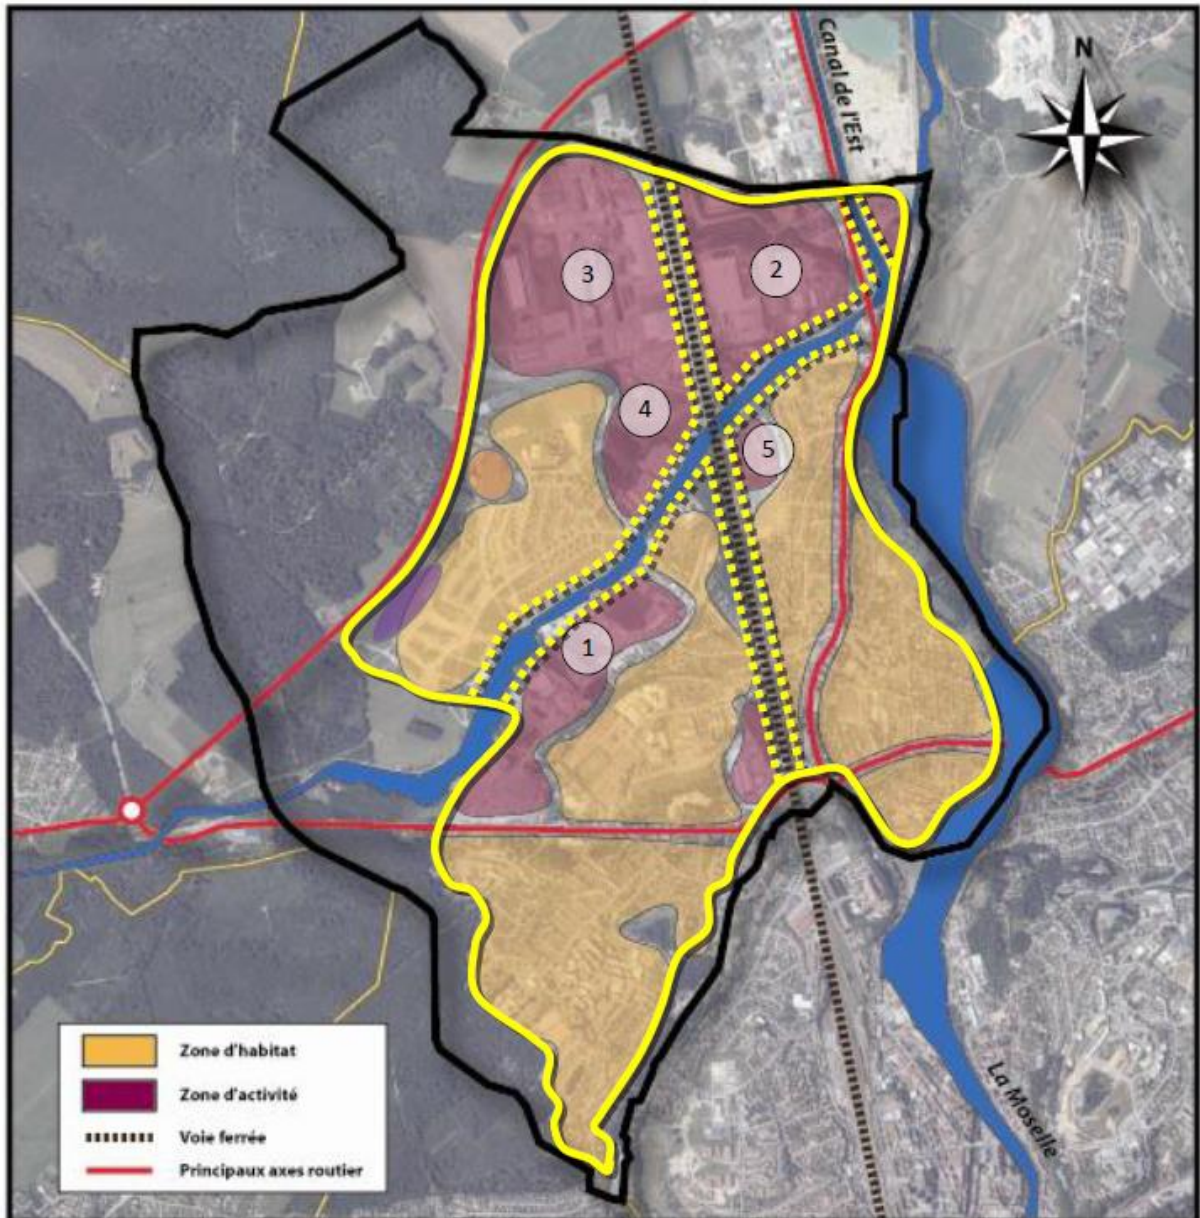 Canal de l'Est
N
3
2
4
5
1
Zone d'habitat
Zone d'activité
Voie ferrée
Principaux axes routier
La Moselle